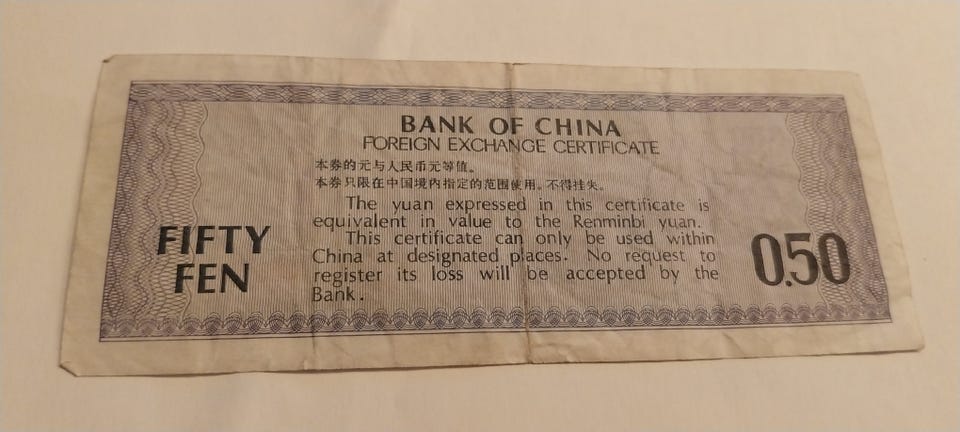 BANK OF CHINA
FOREIGN EXCHANGE CERTIFICATE
本券的元与人民币元等值。
本券只限在中国境内指定的范围使用。不得挂失。
The yuan expressed in this certificate is
equivalent in value to the Renminbi yuan.
This certificate can only be used within
China at designated places. No request to
register its loss will be accepted by the
Bank.
FIFTY
FEN
0.50